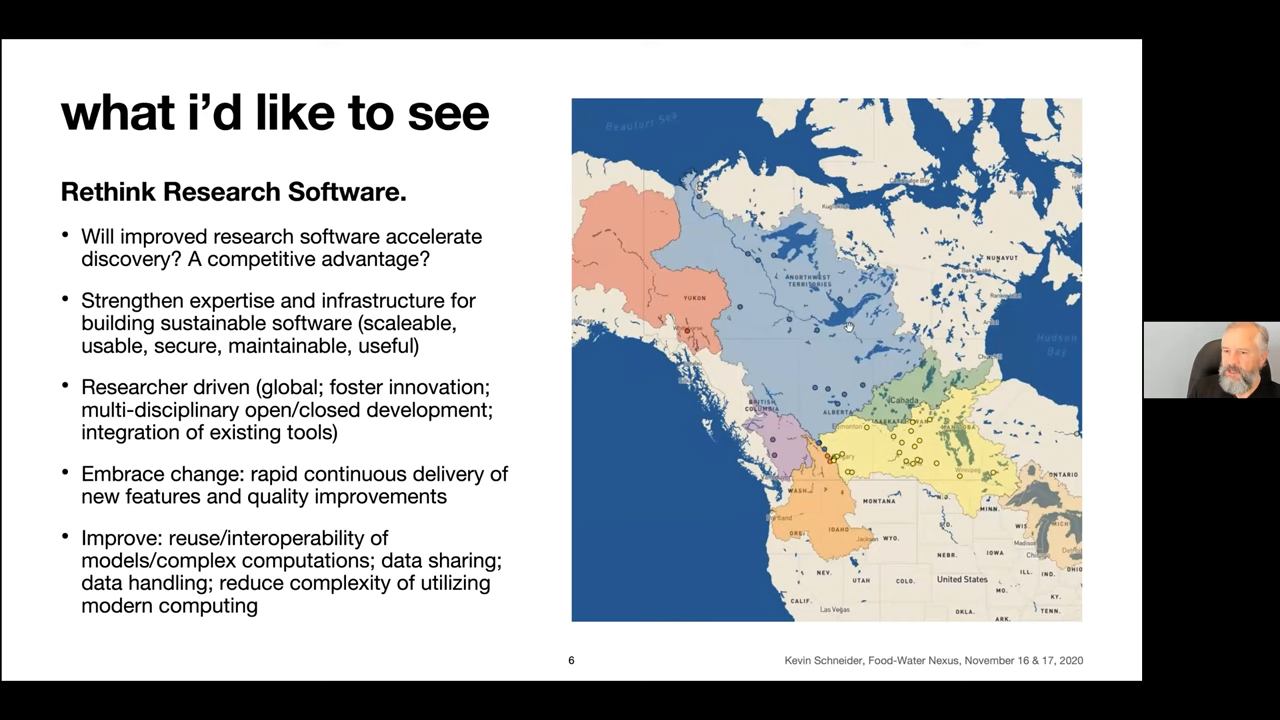 what i'd like to see
Rethink Research Software.
• Will improved research software accelerate
discovery? A competitive advantage?
• Strengthen expertise and infrastructure for
building sustainable software (scaleable,
usable, secure, maintainable, useful)
• Researcher driven (global; foster innovation;
multi-disciplinary open/closed development;
integration of existing tools)
• Embrace change: rapid continuous delivery of
new features and quality improvements
• Improve: reuse/interoperability of
models/complex computations; data sharing;
data handling; reduce complexity of utilizing
modern computing
Beaufort Sea
NUNAVUT
NORTHWEST
TERRITORIES
YUKON
Hudson
Bay
BRITISH
COLUMBIA
ALBERTA
Canada
Edmonton
MANITOBA
Winnipeg
ONTARIO
WASH.
MONTANA
N.D.
MINN.
ORE.
IDAHO
Jackson
WYO.
S.D.
WIS.
MICH
Madison
NEBR.
IOWA
NEV.
UTAH
COLO.
United States
ILL.
IND.
OHIO
MO.
KY.
CALIF.
Las Vegas
OKLA.
TENN.
ARK.
6
Kevin Schneider, Food-Water Nexus, November 16 & 17, 2020